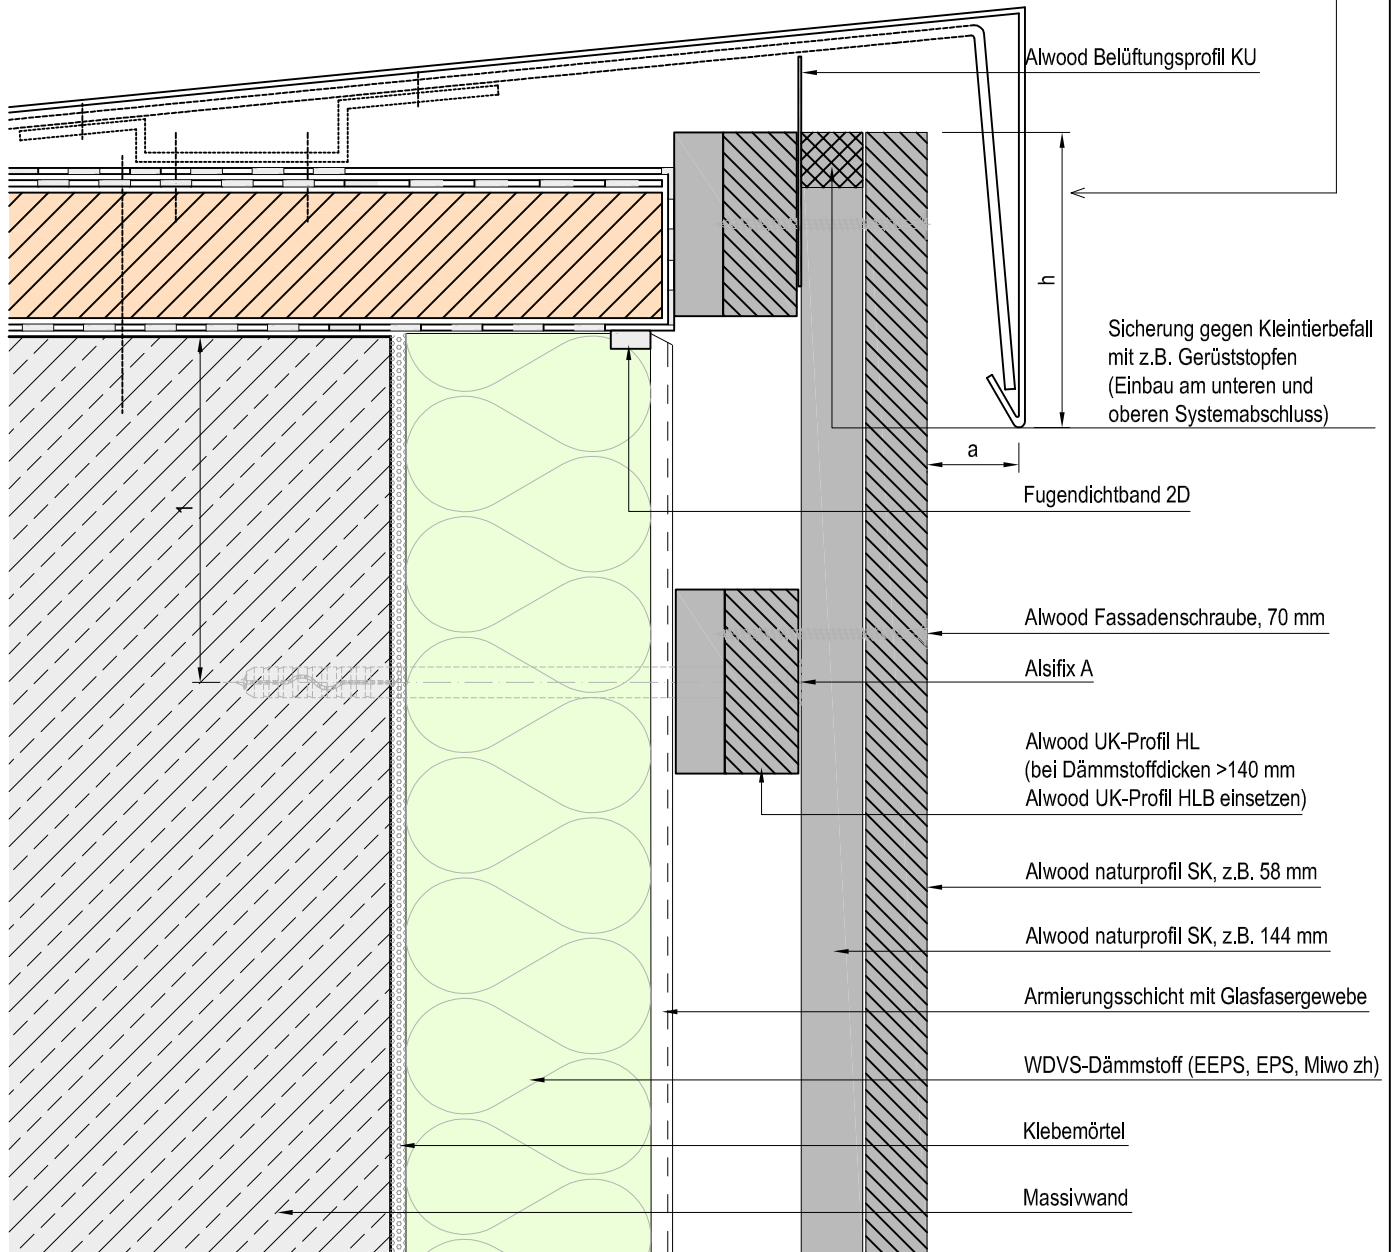 Alwood Belüftungsprofil KU
h
Sicherung gegen Kleintierbefall
mit z.B. Gerüststopfen
(Einbau am unteren und
oberen Systemabschluss)
a
Fugendichtband 2D
1
Alwood Fassadenschraube, 70 mm
Alsifix A
Alwood UK-Profil HL
(bei Dämmstoffdicken >140 mm
Alwood UK-Profil HLB einsetzen)
Alwood naturprofil SK, z.B. 58 mm
Alwood naturprofil SK, z.B. 144 mm
Armierungsschicht mit Glasfasergewebe
WDVS-Dämmstoff (EEPS, EPS, Miwo zh)
Klebemörtel
Massivwand